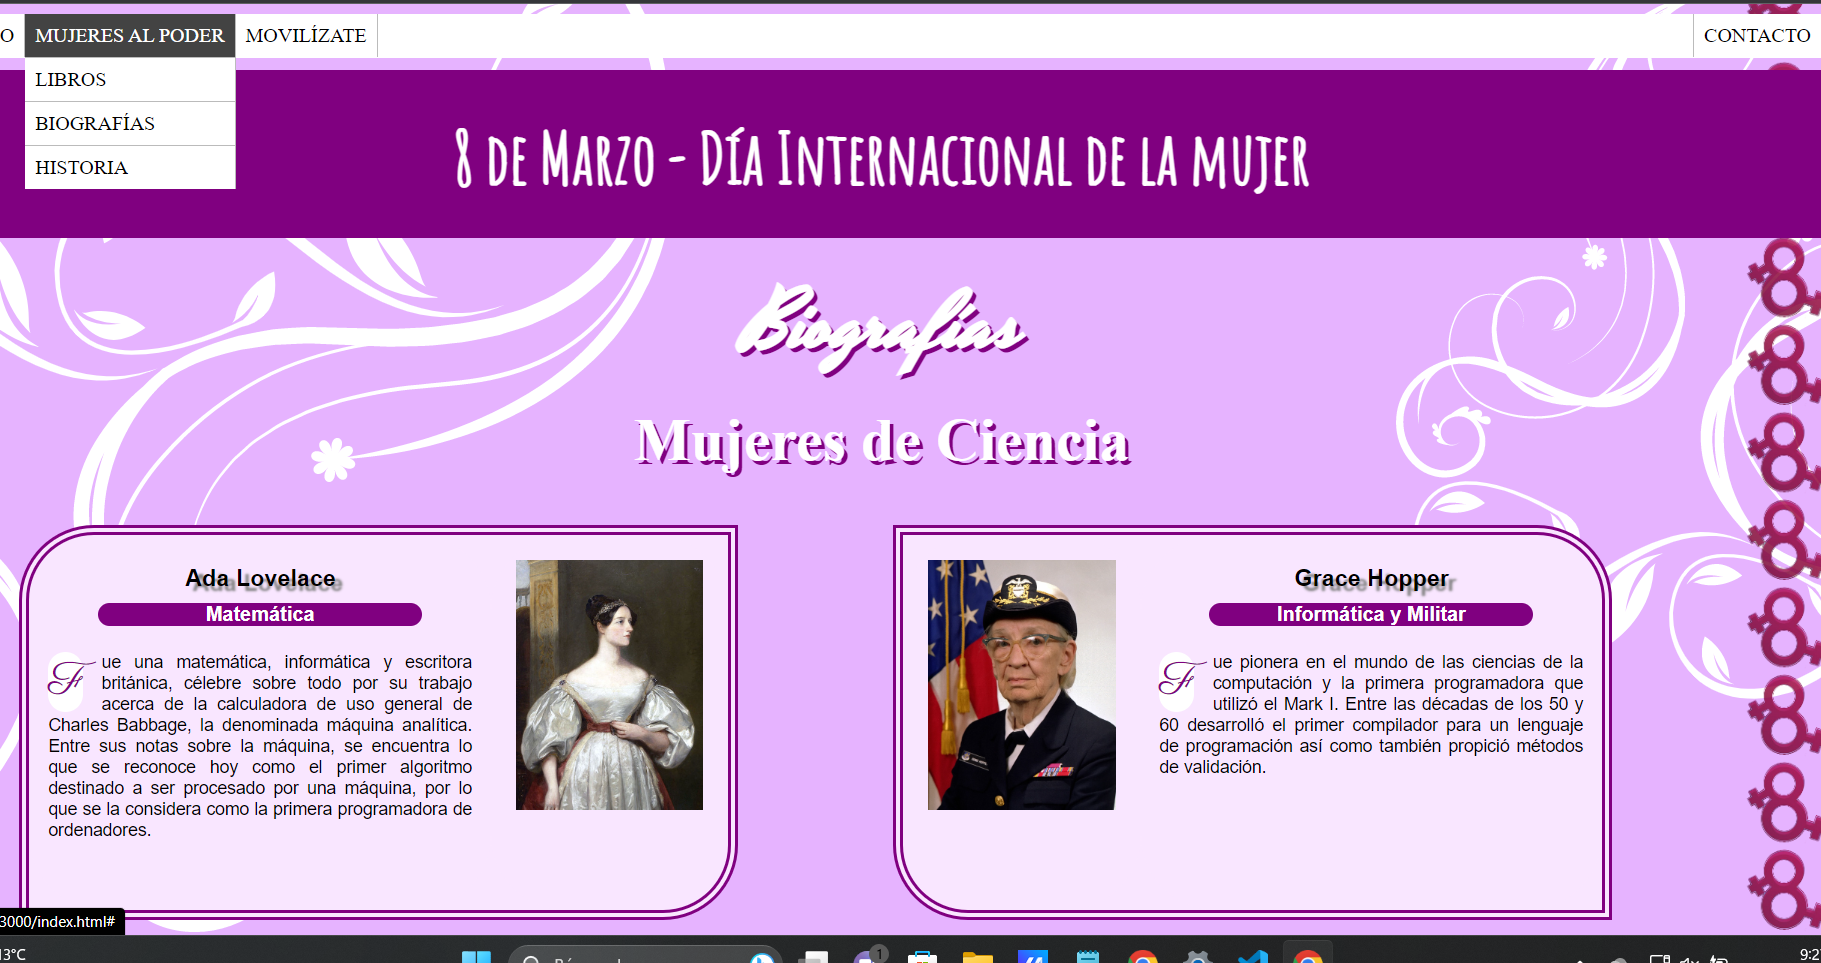 O MUJERES AL PODER MOVILÍZATE CONTACTO
LIBROS
BIOGRAFÍAS
HISTORIA
8 DE MARZO - DÍA INTERNACIONAL DE LA MUJER
Biografías
Mujeres de Ciencia
Ada Lovelace
Matemática
Fue una matemática, informática y escritora
británica, célebre sobre todo por su trabajo
acerca de la calculadora de uso general de
Charles Babbage, la denominada máquina analítica.
Entre sus notas sobre la máquina, se encuentra lo
que se reconoce hoy como el primer algoritmo
destinado a ser procesado por una máquina, por lo
que se la considera como la primera programadora de
ordenadores.
Grace Hopper
Informática y Militar
Fue pionera en el mundo de las ciencias de la
computación y la primera programadora que
utilizó el Mark I. Entre las décadas de los 50 y
60 desarrolló el primer compilador para un lenguaje
de programación así como también propició métodos
de validación.
3000/index.html#
13°C
1